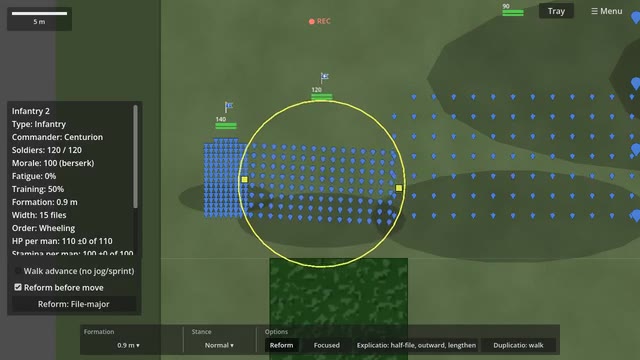 90
Tray
☰ Menu
5 m
REC
120
140
Infantry 2
Type: Infantry
Commander: Centurion
Soldiers: 120 / 120
Morale: 100 (berserk)
Fatigue: 0%
Training: 50%
Formation: 0.9 m
Width: 15 files
Order: Wheeling
HP per man: 110 ±0 of 110
Stamina per man: 100 ±0 of 100
Walk advance (no jog/sprint)
Reform before move
Reform: File-major
Formation
0.9 m ▾
Stance
Normal ▾
Options
Reform
Focused
Explicatio: half-file, outward, lengthen
Duplicatio: walk